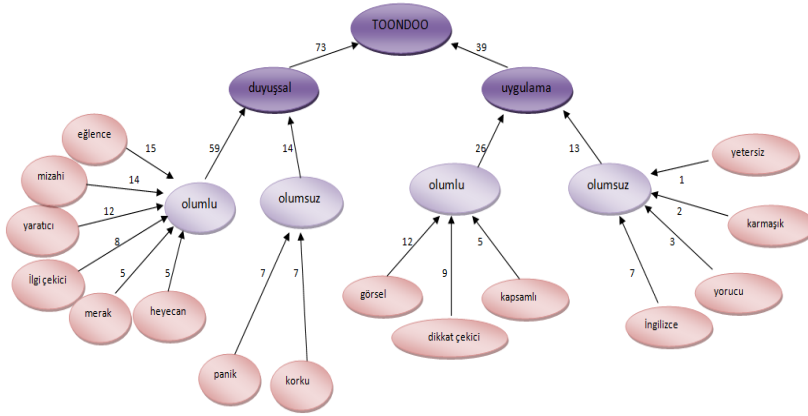 TOONDOO
73
39
duyuşsal
uygulama
59
14
26
13
eğlence
15
mizahi
14
yaratıcı
12
İlgi çekici
8
merak
5
heyecan
5
olumlu
olumsuz
olumlu
olumsuz
7
7
panik
korku
12
9
5
görsel
dikkat çekici
kapsamlı
yetersiz
1
karmaşık
2
yorucu
3
İngilizce
7